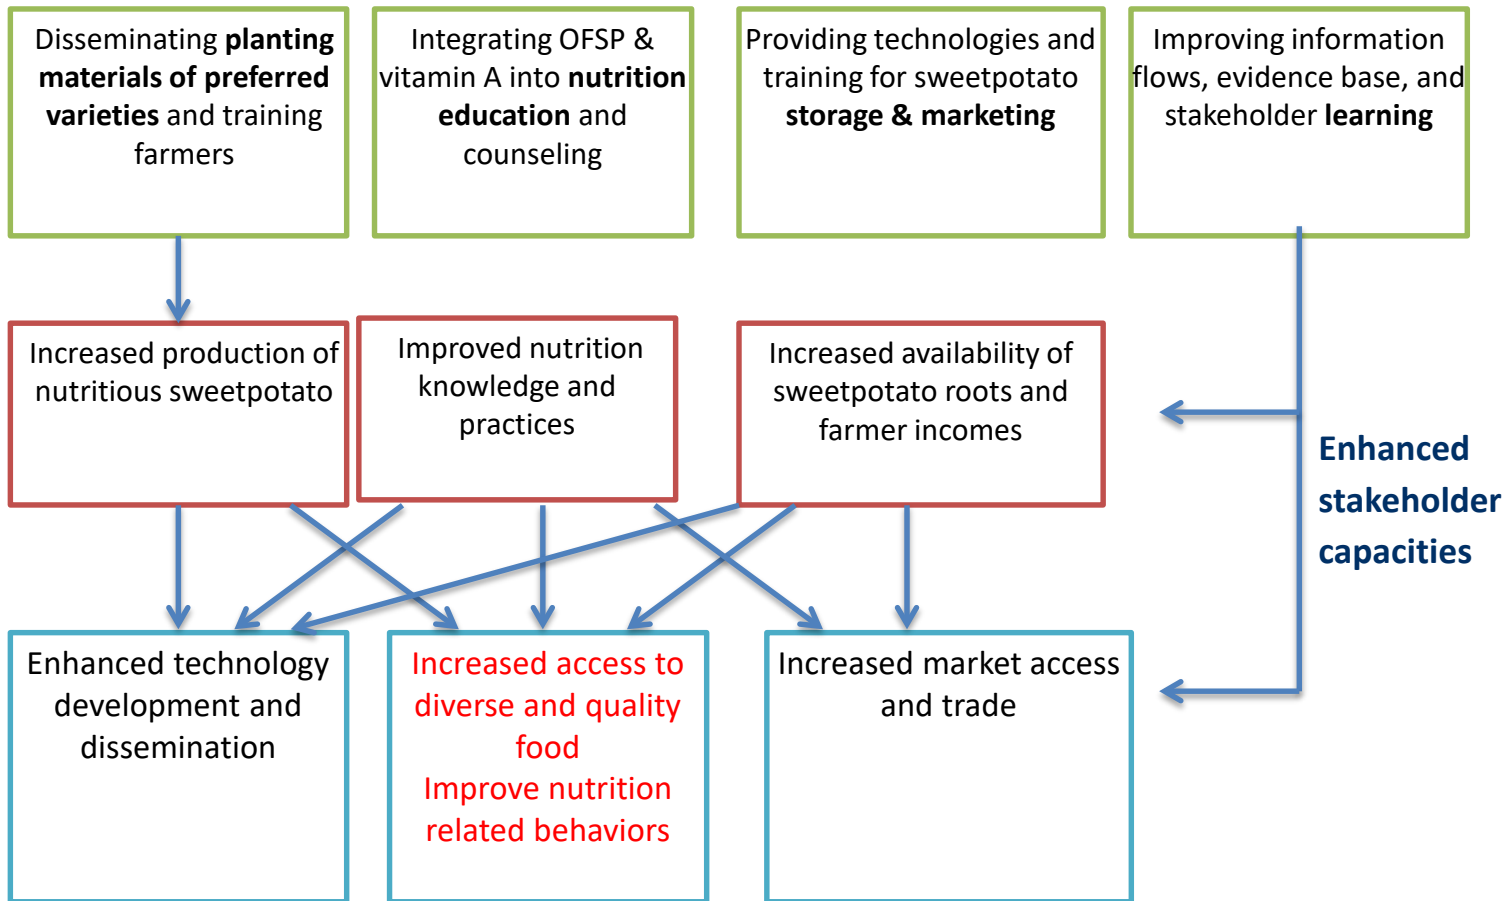 Disseminating planting
materials of preferred
varieties and training
farmers
Integrating OFSP &
vitamin A into nutrition
education and
counseling
Providing technologies and
training for sweetpotato
storage & marketing
Improving information
flows, evidence base, and
stakeholder learning
Increased production of
nutritious sweetpotato
Improved nutrition
knowledge and
practices
Increased availability of
sweetpotato roots and
farmer incomes
Enhanced
stakeholder
capacities
Enhanced technology
development and
dissemination
Increased access to
diverse and quality
food
Improve nutrition
related behaviors
Increased market access
and trade